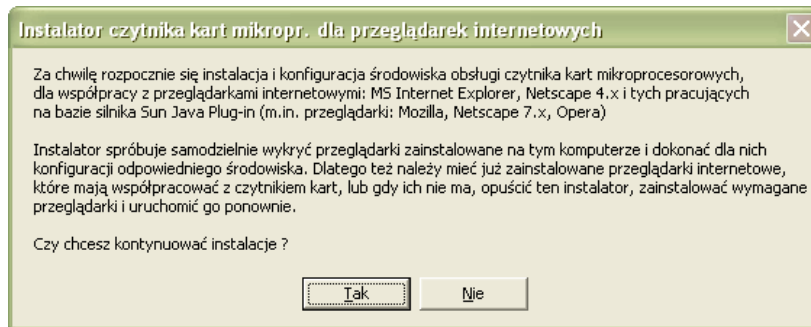 Instalator czytnika kart mikropr. dla przeglądarek internetowych
Za chwilę rozpocznie się instalacja i konfiguracja środowiska obsługi czytnika kart mikroprocesorowych,
dla współpracy z przeglądarkami internetowymi: MS Internet Explorer, Netscape 4.x i tych pracujących
na bazie silnika Sun Java Plug-in (m.in. przeglądarki: Mozilla, Netscape 7.x, Opera)
Instalator spróbuje samodzielnie wykryć przeglądarki zainstalowane na tym komputerze i dokonać dla nich
konfiguracji odpowiedniego środowiska. Dlatego też należy mieć już zainstalowane przeglądarki internetowe,
które mają współpracować z czytnikiem kart, lub gdy ich nie ma, opuścić ten instalator, zainstalować wymagane
przeglądarki i uruchomić go ponownie.
Czy chcesz kontynuować instalacje ?
Tak
Nie